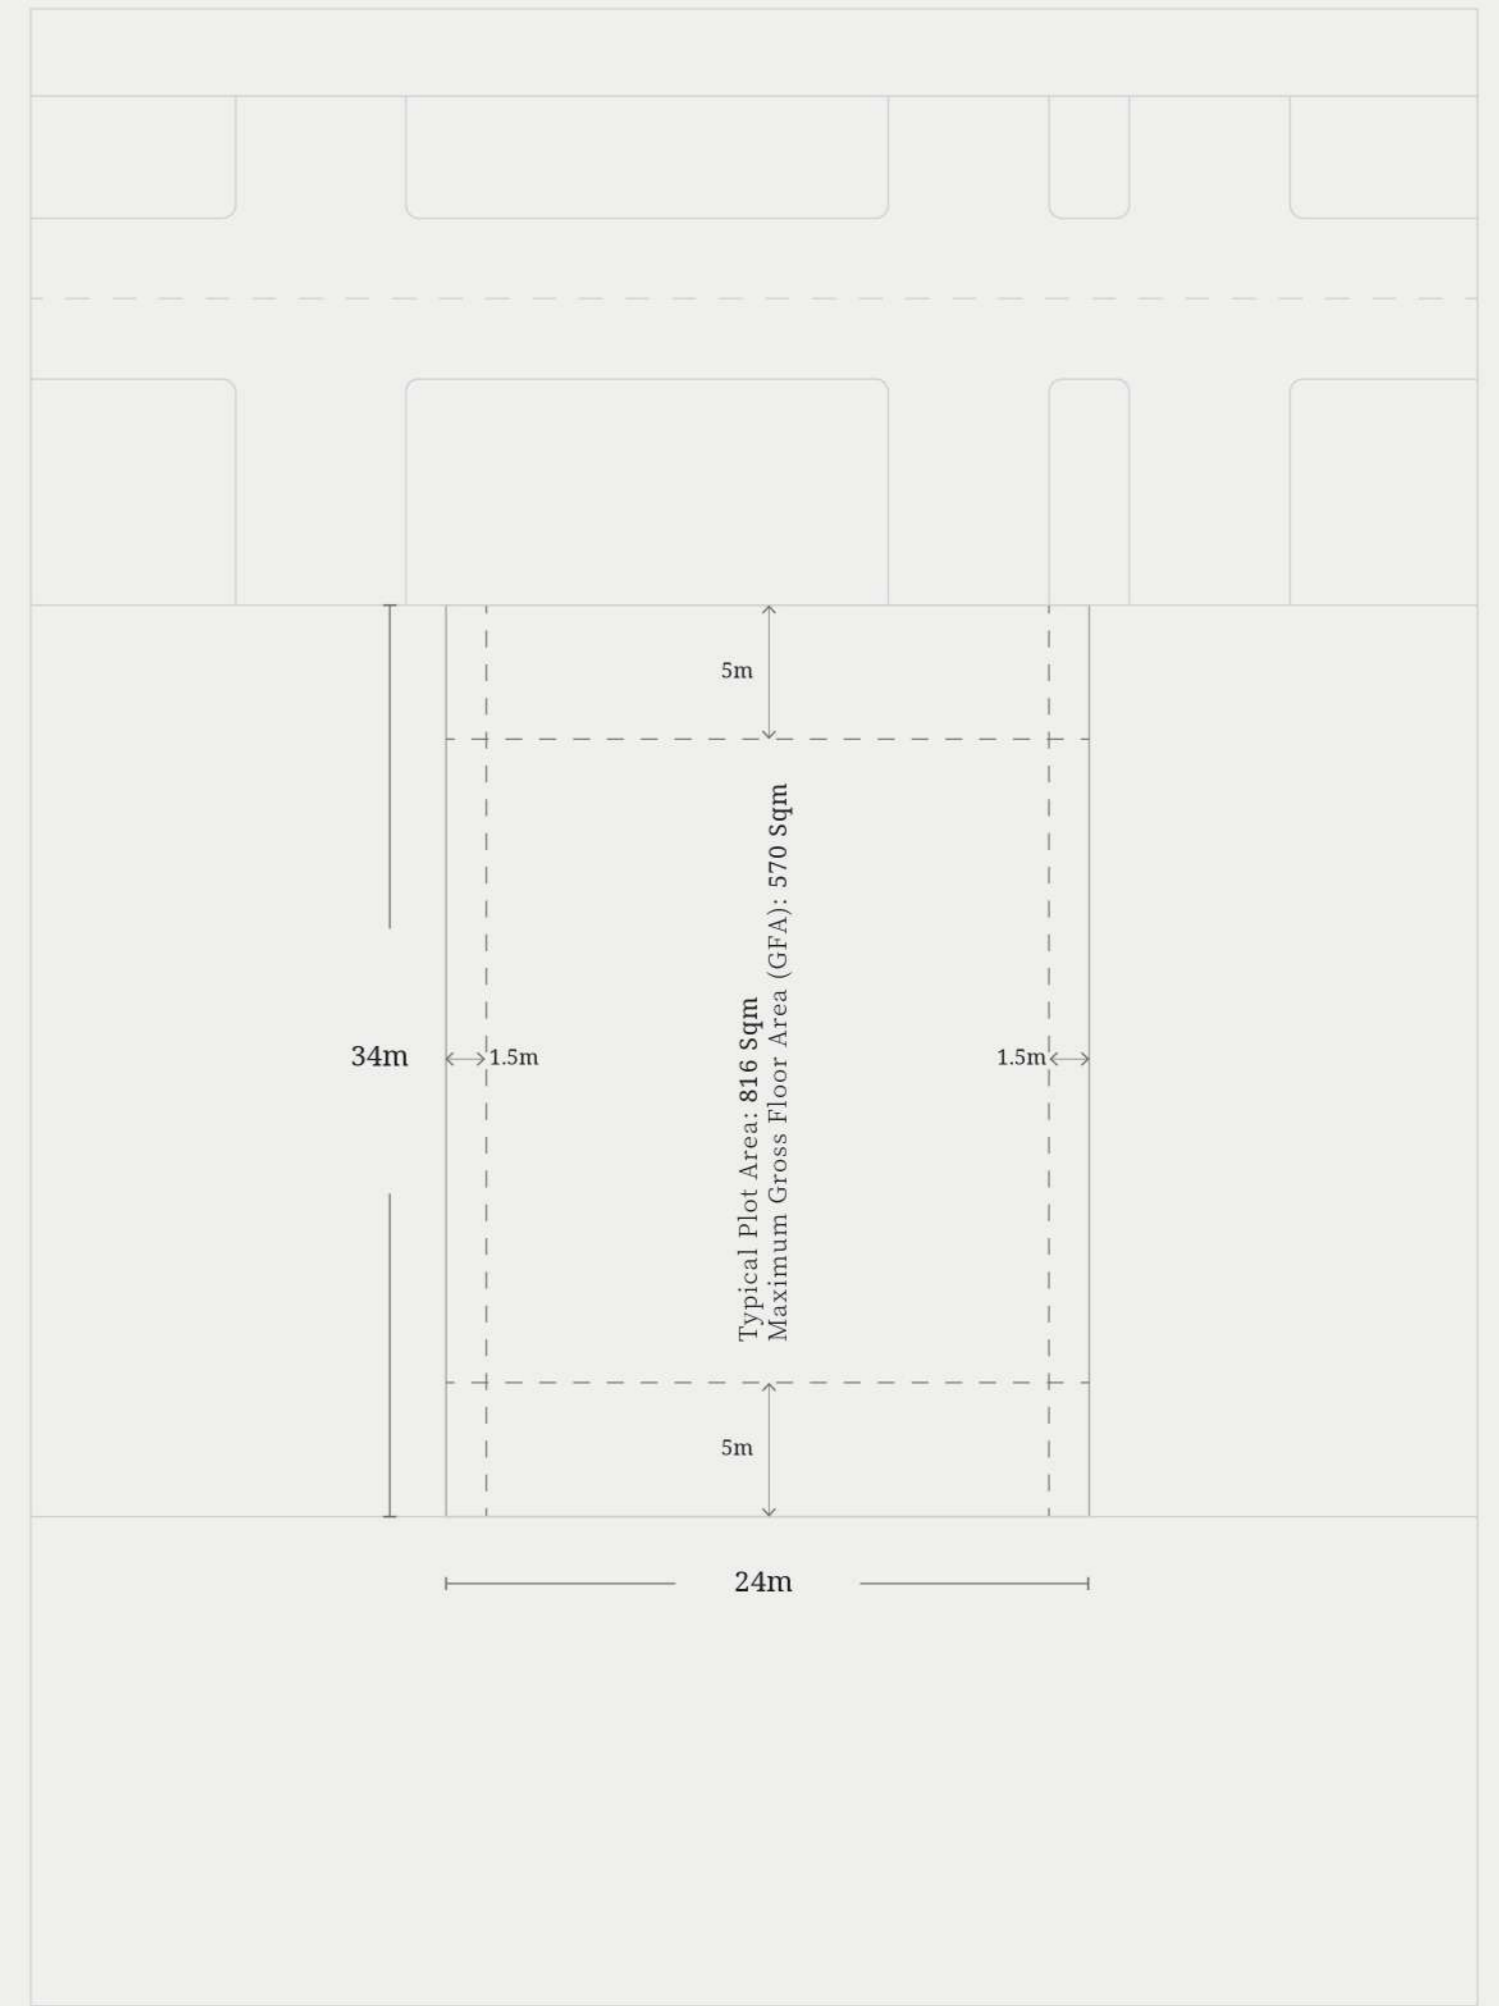 5m
Typical Plot Area: 816 Sqm
Maximum Gross Floor Area (GFA): 570 Sqm
34m
1.5m
1.5m
5m
24m